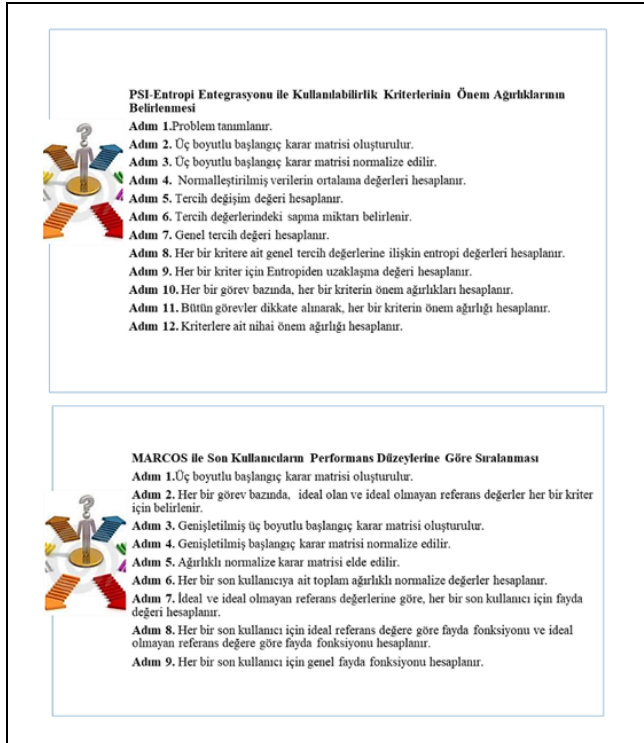 PSI-Entropi Entegrasyonu ile Kullanılabilirlik Kriterlerinin Önem Ağırlıklarının
Belirlenmesi
Adım 1.Problem tanımlanır.
Adım 2. Üç boyutlu başlangıç karar matrisi oluşturulur.
Adım 3. Üç boyutlu başlangıç karar matrisi normalize edilir.
Adım 4. Normalleştirilmiş verilerin ortalama değerleri hesaplanır.
Adım 5. Tercih değişim değeri hesaplanır.
Adım 6. Tercih değerlerindeki sapma miktarı belirlenir.
Adım 7. Genel tercih değeri hesaplanır.
Adım 8. Her bir kritere ait genel tercih değerlerine ilişkin entropi değerleri hesaplanır.
Adım 9. Her bir kriter için Entropiden uzaklaşma değeri hesaplanır.
Adım 10. Her bir görev bazında, her bir kriterin önem ağırlıkları hesaplanır.
Adım 11. Bütün görevler dikkate alınarak, her bir kriterin önem ağırlığı hesaplanır.
Adım 12. Kriterlere ait nihai önem ağırlığı hesaplanır.
MARCOS ile Son Kullanıcıların Performans Düzeylerine Göre Sıralanması
Adım 1.Üç boyutlu başlangıç karar matrisi oluşturulur.
Adım 2. Her bir görev bazında, ideal olan ve ideal olmayan referans değerler her bir kriter
için belirlenir.
Adım 3. Genişletilmiş üç boyutlu başlangıç karar matrisi oluşturulur.
Adım 4. Genişletilmiş başlangıç karar matrisi normalize edilir.
Adım 5. Ağırlıklı normalize karar matrisi elde edilir.
Adım 6. Her bir son kullanıcıya ait toplam ağırlıklı normalize değerler hesaplanır.
Adım 7. İdeal ve ideal olmayan referans değerlerine göre, her bir son kullanıcı için fayda
değeri hesaplanır.
Adım 8. Her bir son kullanıcı için ideal referans değere göre fayda fonksiyonu ve ideal
olmayan referans değere göre fayda fonksiyonu hesaplanır.
Adım 9. Her bir son kullanıcı için genel fayda fonksiyonu hesaplanır.